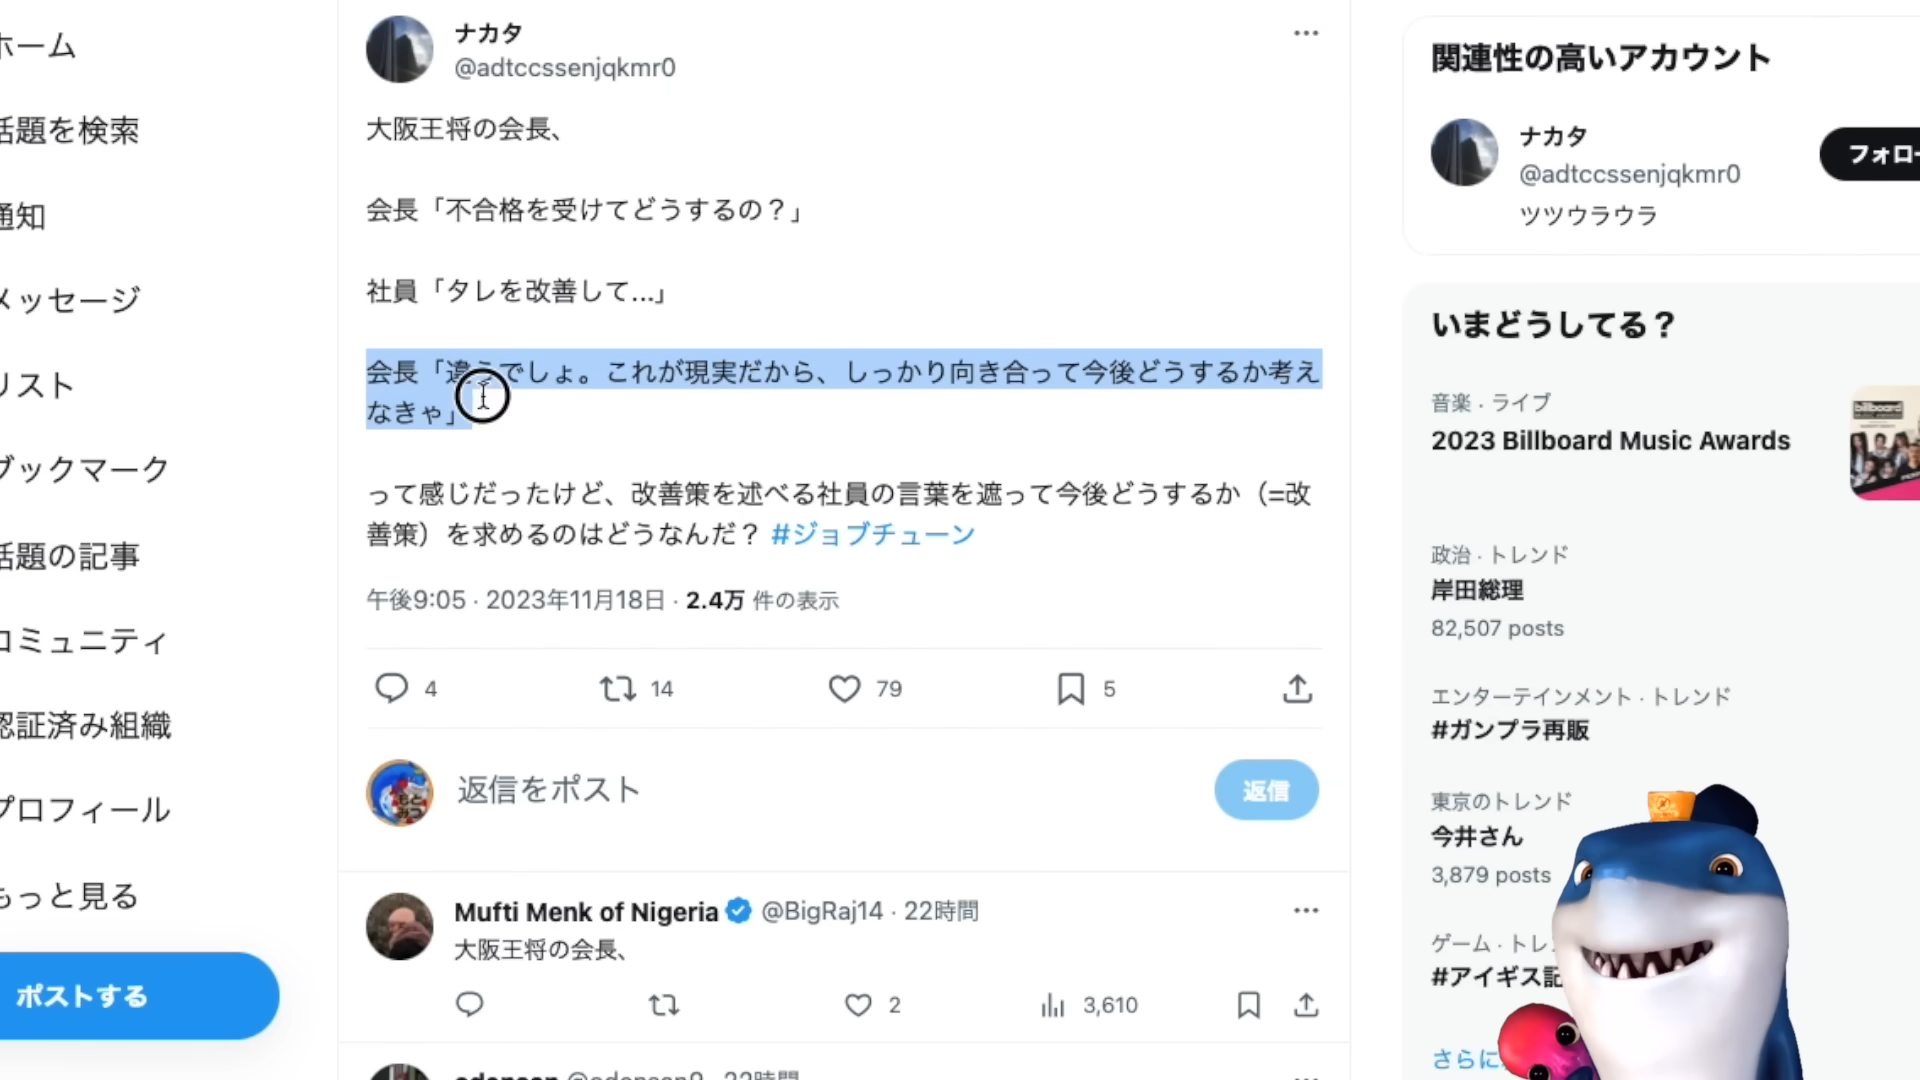 ホーム
話題を検索
通知
メッセージ
リスト
ブックマーク
話題の記事
コミュニティ
認証済み組織
プロフィール
もっと見る
ポストする
ナカタ
@adtccssenjqkmr0
大阪王将の会長、
会長「不合格を受けてどうするの？」
社員「タレを改善して...」
会長「違うでしょ。これが現実だから、しっかり向き合って今後どうするか考え
なきゃ」
って感じだったけど、改善策を述べる社員の言葉を遮って今後どうするか（=改
善策）を求めるのはどうなんだ？ #ジョブチューン
午後9:05 · 2023年11月18日 · 2.4万 件の表示
4 14 79 5
返信をポスト
返信
Mufti Menk of Nigeria @BigRaj14 · 22時間
大阪王将の会長、
2 3,610
関連性の高いアカウント
ナカタ
@adtccssenjqkmr0
フォロー
ツツウラウラ
いまどうしてる？
音楽 · ライブ
2023 Billboard Music Awards
billboard
政治 · トレンド
岸田総理
82,507 posts
エンターテインメント · トレンド
#ガンプラ再販
東京のトレンド
今井さん
3,879 posts
ゲーム · トレ
#アイギス記
さらに